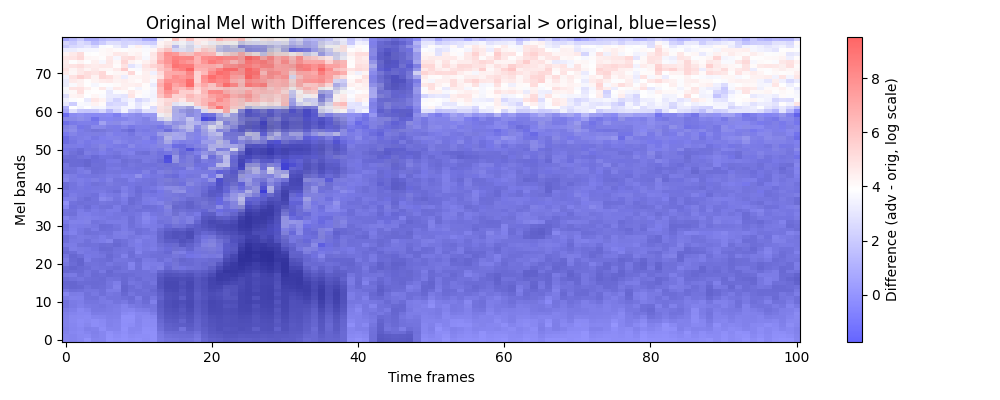 Original Mel with Differences (red=adversarial > original, blue=less)
Mel bands
70
60
50
40
30
20
10
0
0 20 40 60 80 100
Time frames
8
6
4
2
0
Difference (adv - orig, log scale)